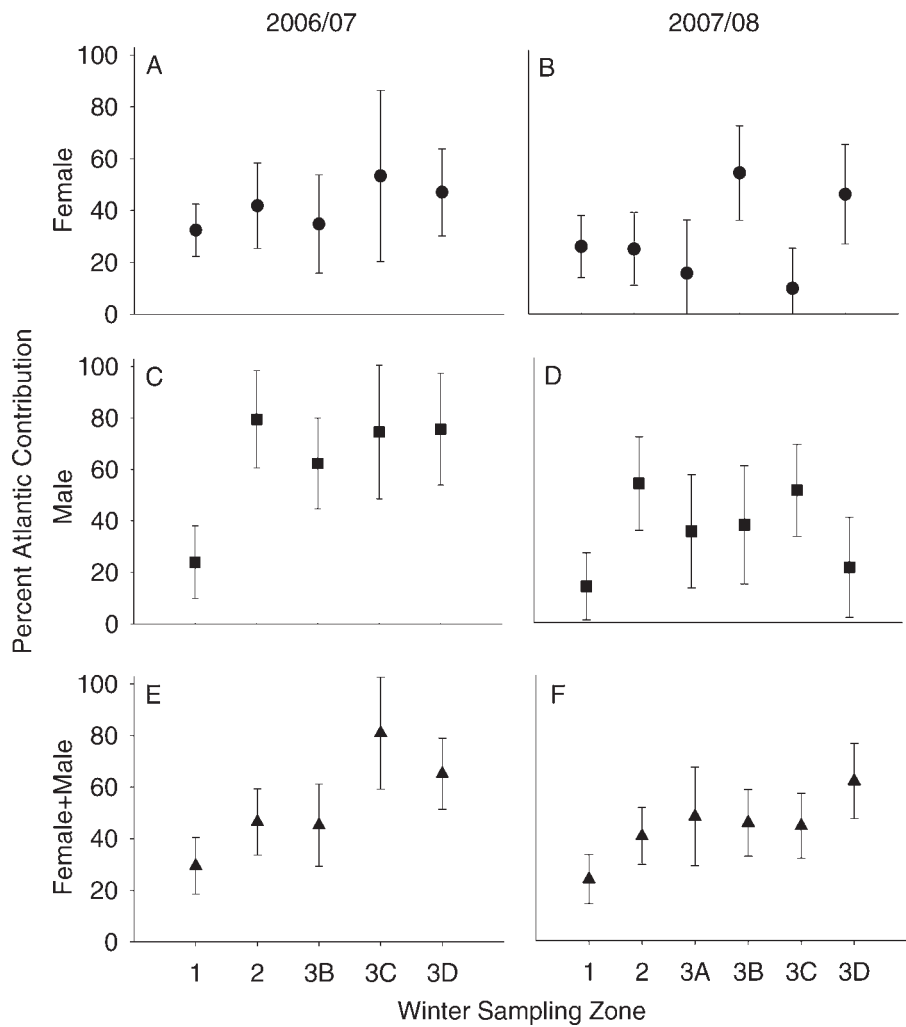 2006/07
2007/08
Percent Atlantic Contribution
Female
100
80
60
40
20
0
A
B
Male
100
80
60
40
20
0
C
D
Female+Male
100
80
60
40
20
0
E
F
1 2 3B 3C 3D
1 2 3A 3B 3C 3D
Winter Sampling Zone